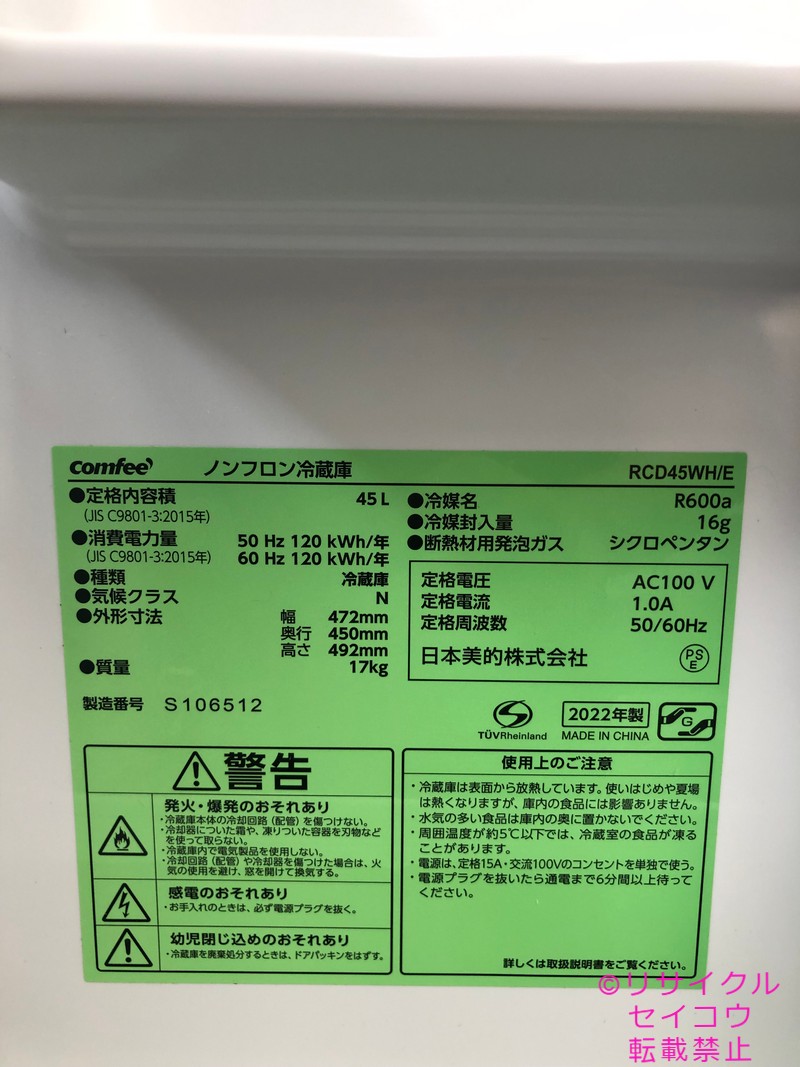 comfee' ノンフロン冷蔵庫 RCD45WH/E
●定格内容積 45 L
(JIS C9801-3:2015年)
●消費電力量 50 Hz 120 kWh/年
(JIS C9801-3:2015年) 60 Hz 120 kWh/年
●種類 冷蔵庫
●気候クラス N
●外形寸法 幅 472mm
奥行 450mm
高さ 492mm
●質量 17kg
製造番号 S106512
●冷媒名 R600a
●冷媒封入量 16g
●断熱材用発泡ガス シクロペンタン
定格電圧 AC100 V
定格電流 1.0A
定格周波数 50/60Hz
日本美的株式会社 PS E
TÜVRheinland
2022年製
MADE IN CHINA
G
警告
発火・爆発のおそれあり
・冷蔵庫本体の冷却回路（配管）を傷つけない。
・冷却器についた霜や、凍りついた容器を刃物など
を使って取らない。
・冷蔵庫内で電気製品を使用しない。
・冷却回路（配管）や冷却器を傷つけた場合は、火
気の使用を避け、窓を開けて換気する。
感電のおそれあり
・お手入れのときは、必ず電源プラグを抜く。
幼児閉じ込めのおそれあり
・冷蔵庫を廃棄処分するときは、ドアパッキンをはずす。
使用上のご注意
・冷蔵庫は表面から放熱しています。使いはじめや夏場
は熱くなりますが、庫内の食品には影響ありません。
・水気の多い食品は庫内の奥に置かないでください。
・周囲温度が約5℃以下では、冷蔵室の食品が凍る
ことがあります。
・電源は、定格15A・交流100Vのコンセントを単独で使う。
・電源プラグを抜いたら通電まで6分間以上待って
ください。
詳しくは取扱説明書をご覧ください。
©リサイクル
セイコウ
転載禁止